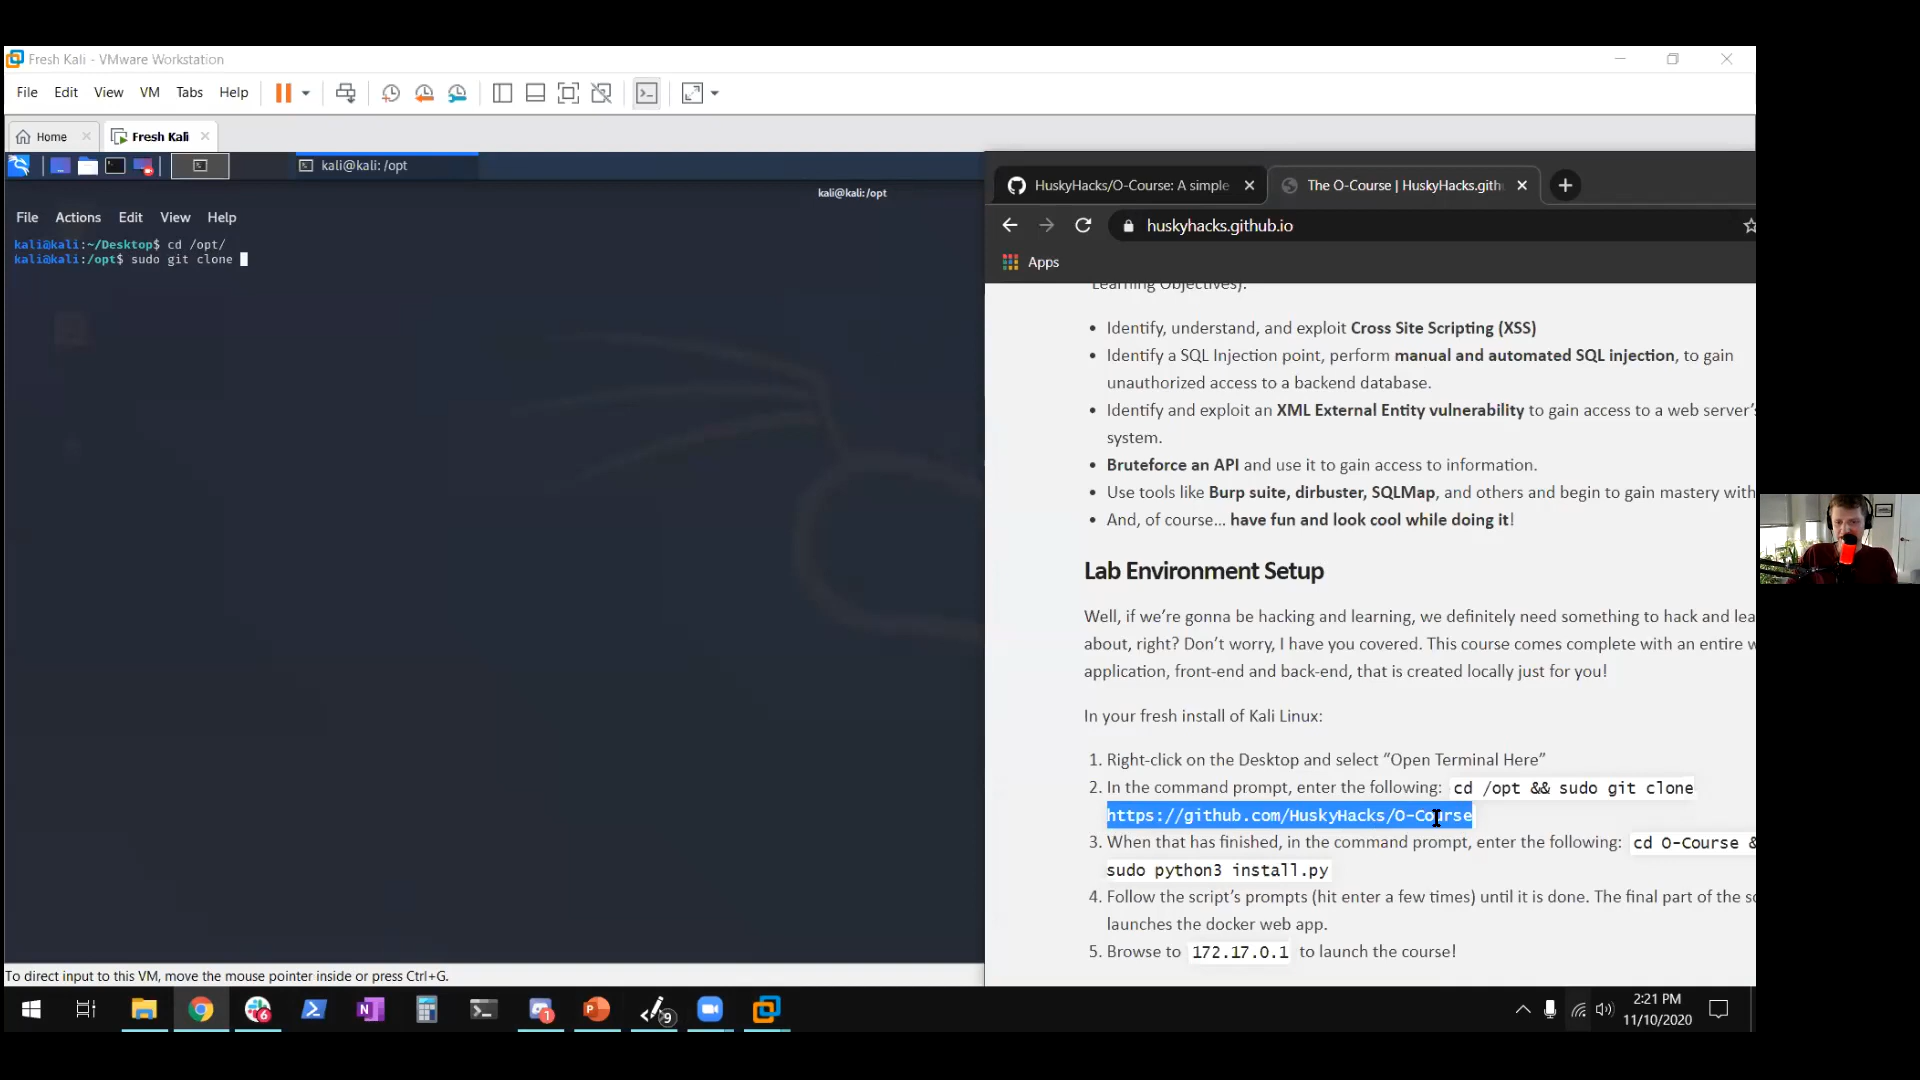 Fresh Kali - VMware Workstation
File Edit View VM Tabs Help
Home Fresh Kali
kali@kali: /opt
kali@kali:/opt
File Actions Edit View Help
kali@kali:~/Desktop$ cd /opt/
kali@kali:/opt$ sudo git clone
HuskyHacks/O-Course: A simple
The O-Course | HuskyHacks.gith
huskyhacks.github.io
Apps
Learning Objectives):
Identify, understand, and exploit Cross Site Scripting (XSS)
Identify a SQL Injection point, perform manual and automated SQL injection, to gain
unauthorized access to a backend database.
Identify and exploit an XML External Entity vulnerability to gain access to a web server's
system.
Bruteforce an API and use it to gain access to information.
Use tools like Burp suite, dirbuster, SQLMap, and others and begin to gain mastery with
And, of course... have fun and look cool while doing it!
Lab Environment Setup
Well, if we're gonna be hacking and learning, we definitely need something to hack and lea
about, right? Don't worry, I have you covered. This course comes complete with an entire w
application, front-end and back-end, that is created locally just for you!
In your fresh install of Kali Linux:
1. Right-click on the Desktop and select “Open Terminal Here”
2. In the command prompt, enter the following: cd /opt && sudo git clone
https://github.com/HuskyHacks/O-Course
3. When that has finished, in the command prompt, enter the following: cd O-Course &
sudo python3 install.py
4. Follow the script's prompts (hit enter a few times) until it is done. The final part of the sc
launches the docker web app.
5. Browse to 172.17.0.1 to launch the course!
To direct input to this VM, move the mouse pointer inside or press Ctrl+G.
2:21 PM
11/10/2020